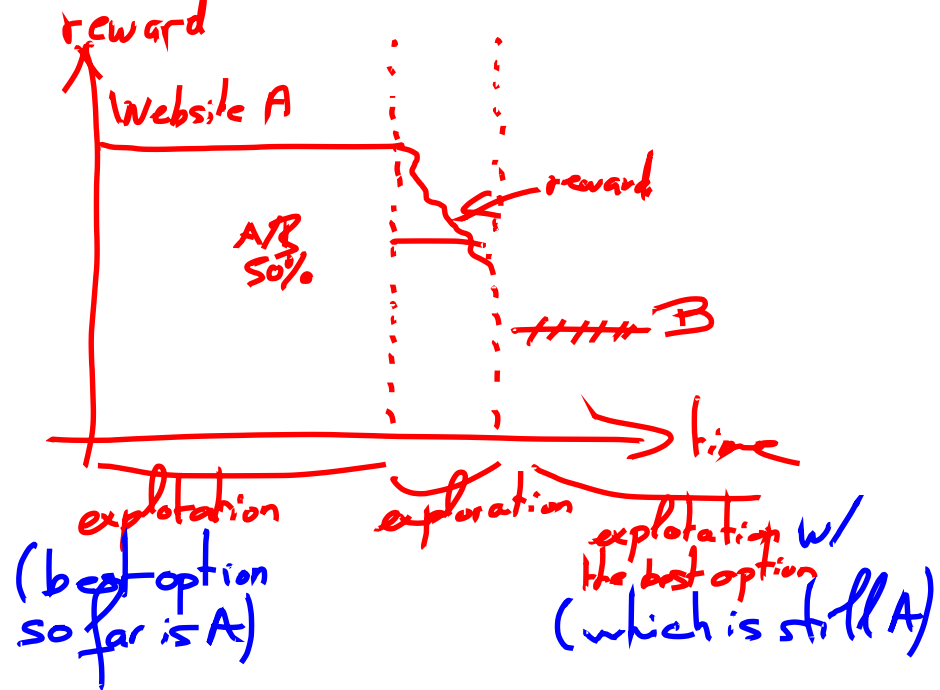 reward
Website A
reward
A/B
50%
B
time
explotation
exploration
explotation w/
the best option
(best option
so far is A)
(which is still A)